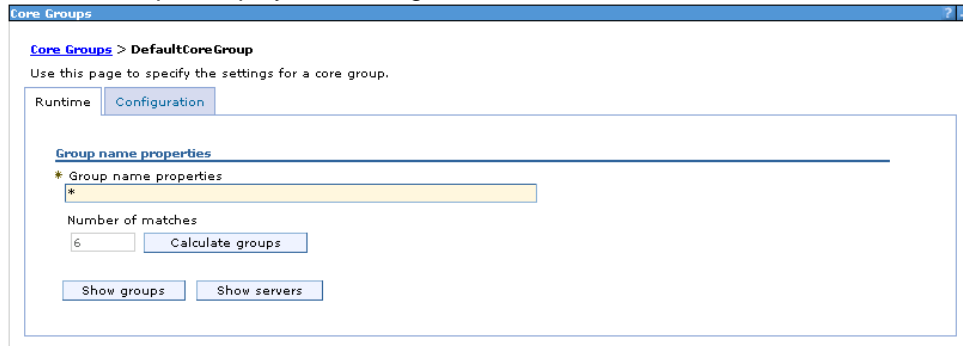 Core Groups ?
Core Groups > DefaultCoreGroup
Use this page to specify the settings for a core group.
Runtime Configuration
Group name properties
* Group name properties
*
Number of matches
6 Calculate groups
Show groups Show servers